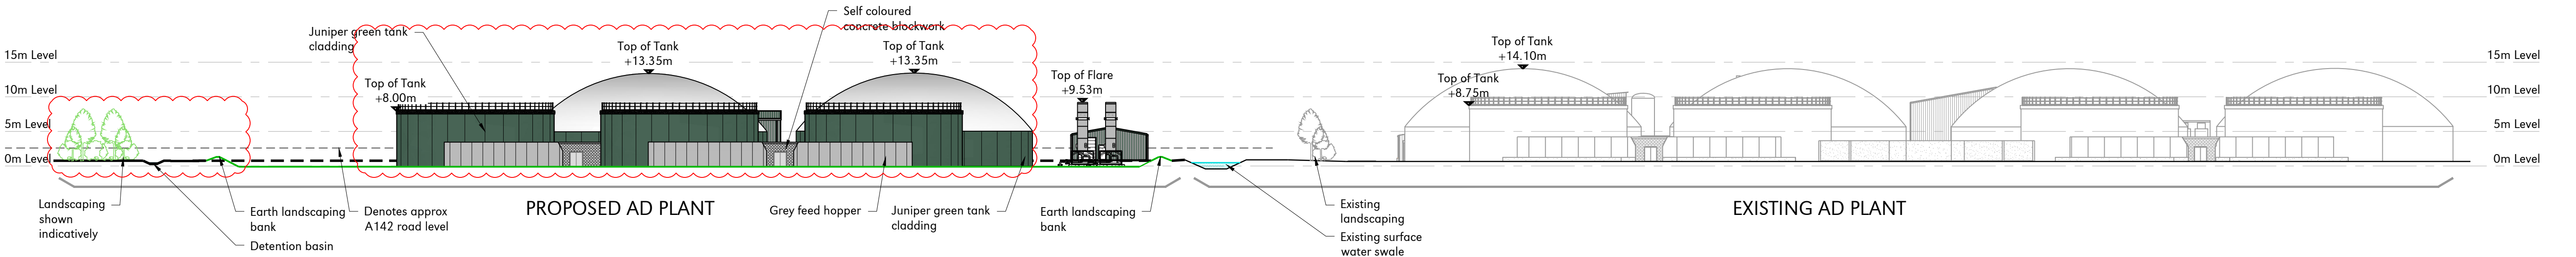 Self coloured
concrete blockwork
Juniper green tank
cladding
Top of Tank
+13.35m
Top of Tank
+13.35m
Top of Tank
+14.10m
15m Level
15m Level
Top of Tank
+8.00m
Top of Flare
+9.53m
Top of Tank
+8.75m
10m Level
10m Level
5m Level
5m Level
0m Level
0m Level
Landscaping
shown
indicatively
Earth landscaping
bank
Detention basin
Denotes approx
A142 road level
PROPOSED AD PLANT
Grey feed hopper
Juniper green tank
cladding
Earth landscaping
bank
Existing
landscaping
Existing surface
water swale
EXISTING AD PLANT